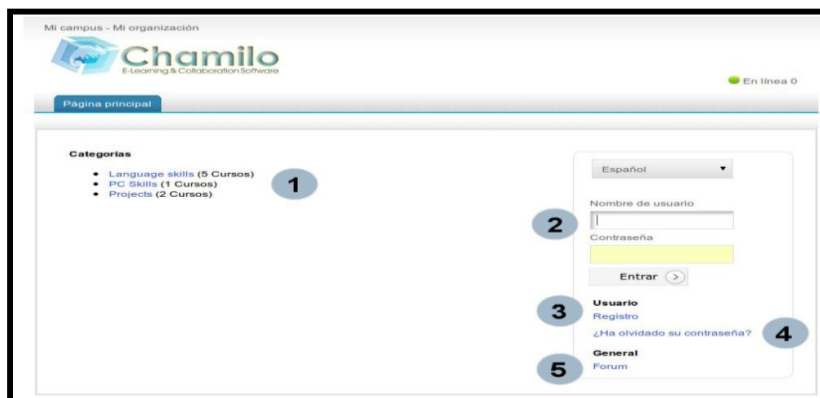 Mi campus - Mi organización
Chamilo
E-Learning & Collaboration Software
En línea 0
Página principal
Categorías
Language skills (5 Cursos)
PC Skills (1 Cursos)
Projects (2 Cursos)
1
Español
2
Nombre de usuario
Contraseña
Entrar
3
Usuario
Registro
¿Ha olvidado su contraseña?
4
General
5
Forum